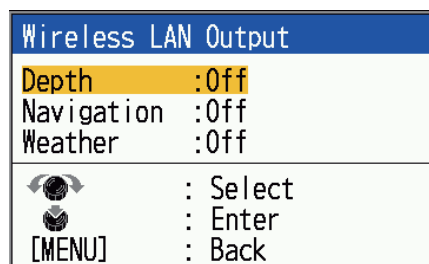 Wireless LAN Output
Depth :Off
Navigation :Off
Weather :Off
: Select
: Enter
[MENU] : Back